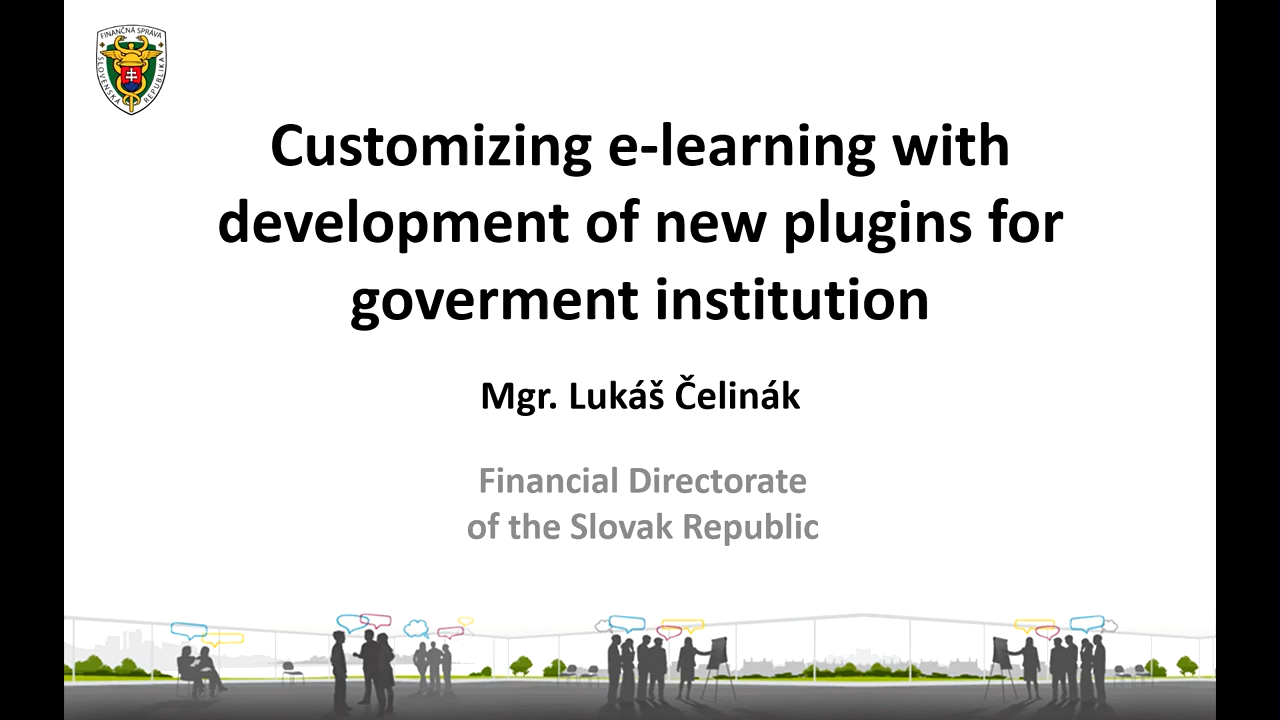 FINANČNÁ SPRÁVA
SLOVENSKÁ REPUBLIKA
Customizing e-learning with
development of new plugins for
goverment institution
Mgr. Lukáš Čelinák
Financial Directorate
of the Slovak Republic